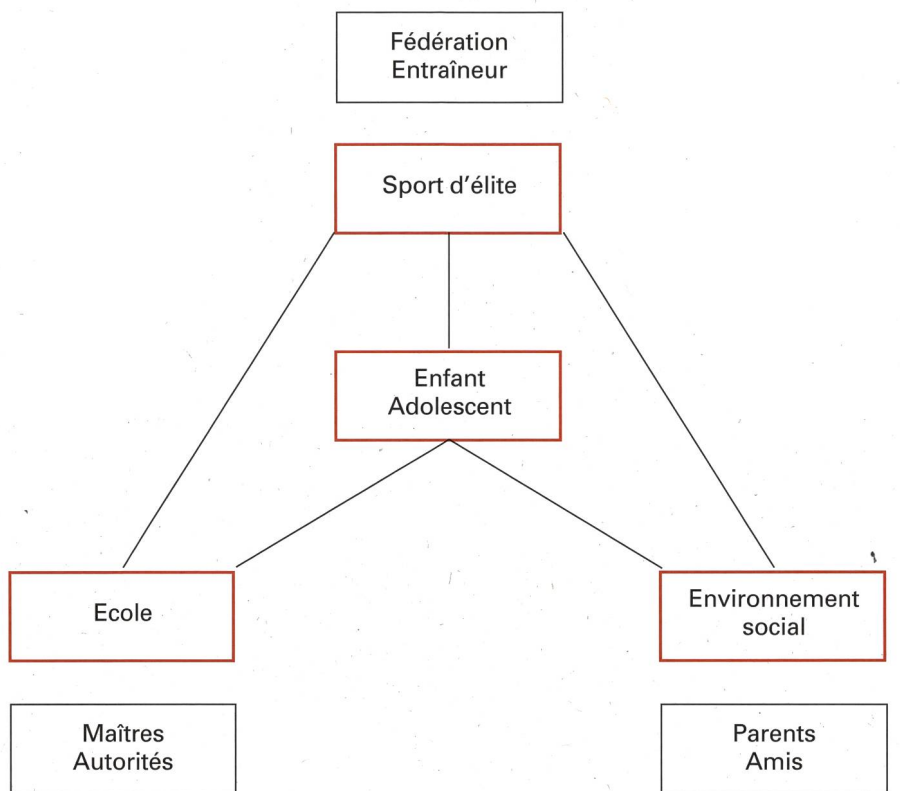 Fédération
Entraîneur
Sport d'élite
Enfant
Adolescent
Ecole
Environnement
social
Maîtres
Autorités
Parents
Amis